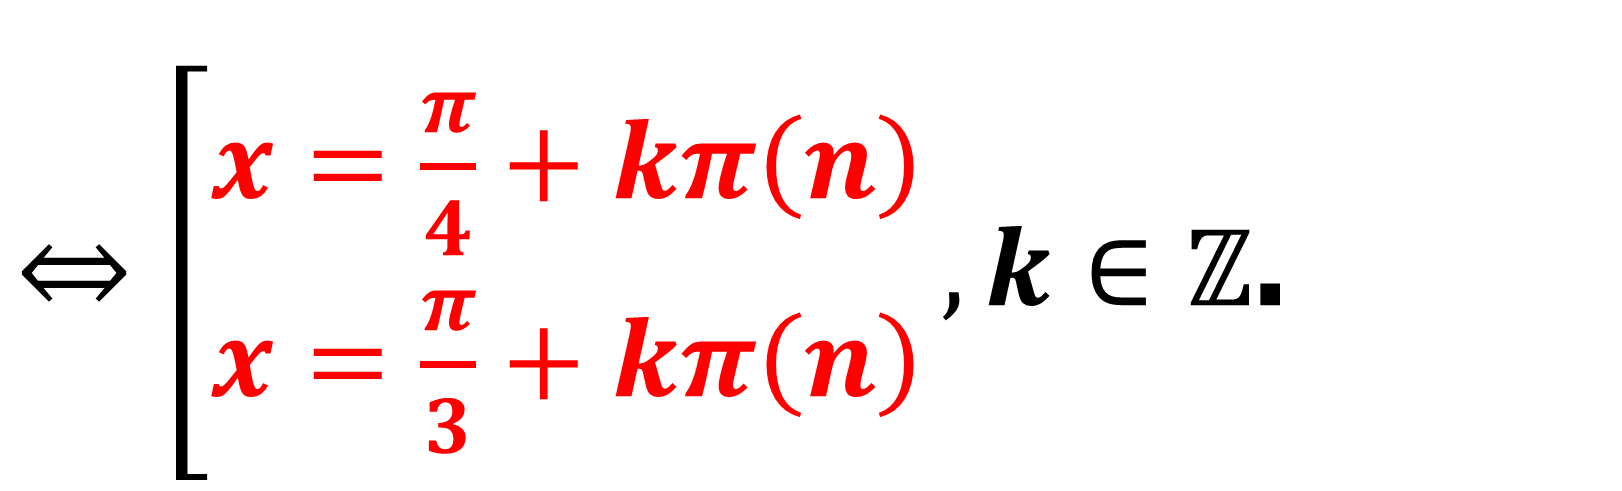 ⇔ [ x = π/4 + kπ(n)
x = π/3 + kπ(n) , k ∈ ℤ.